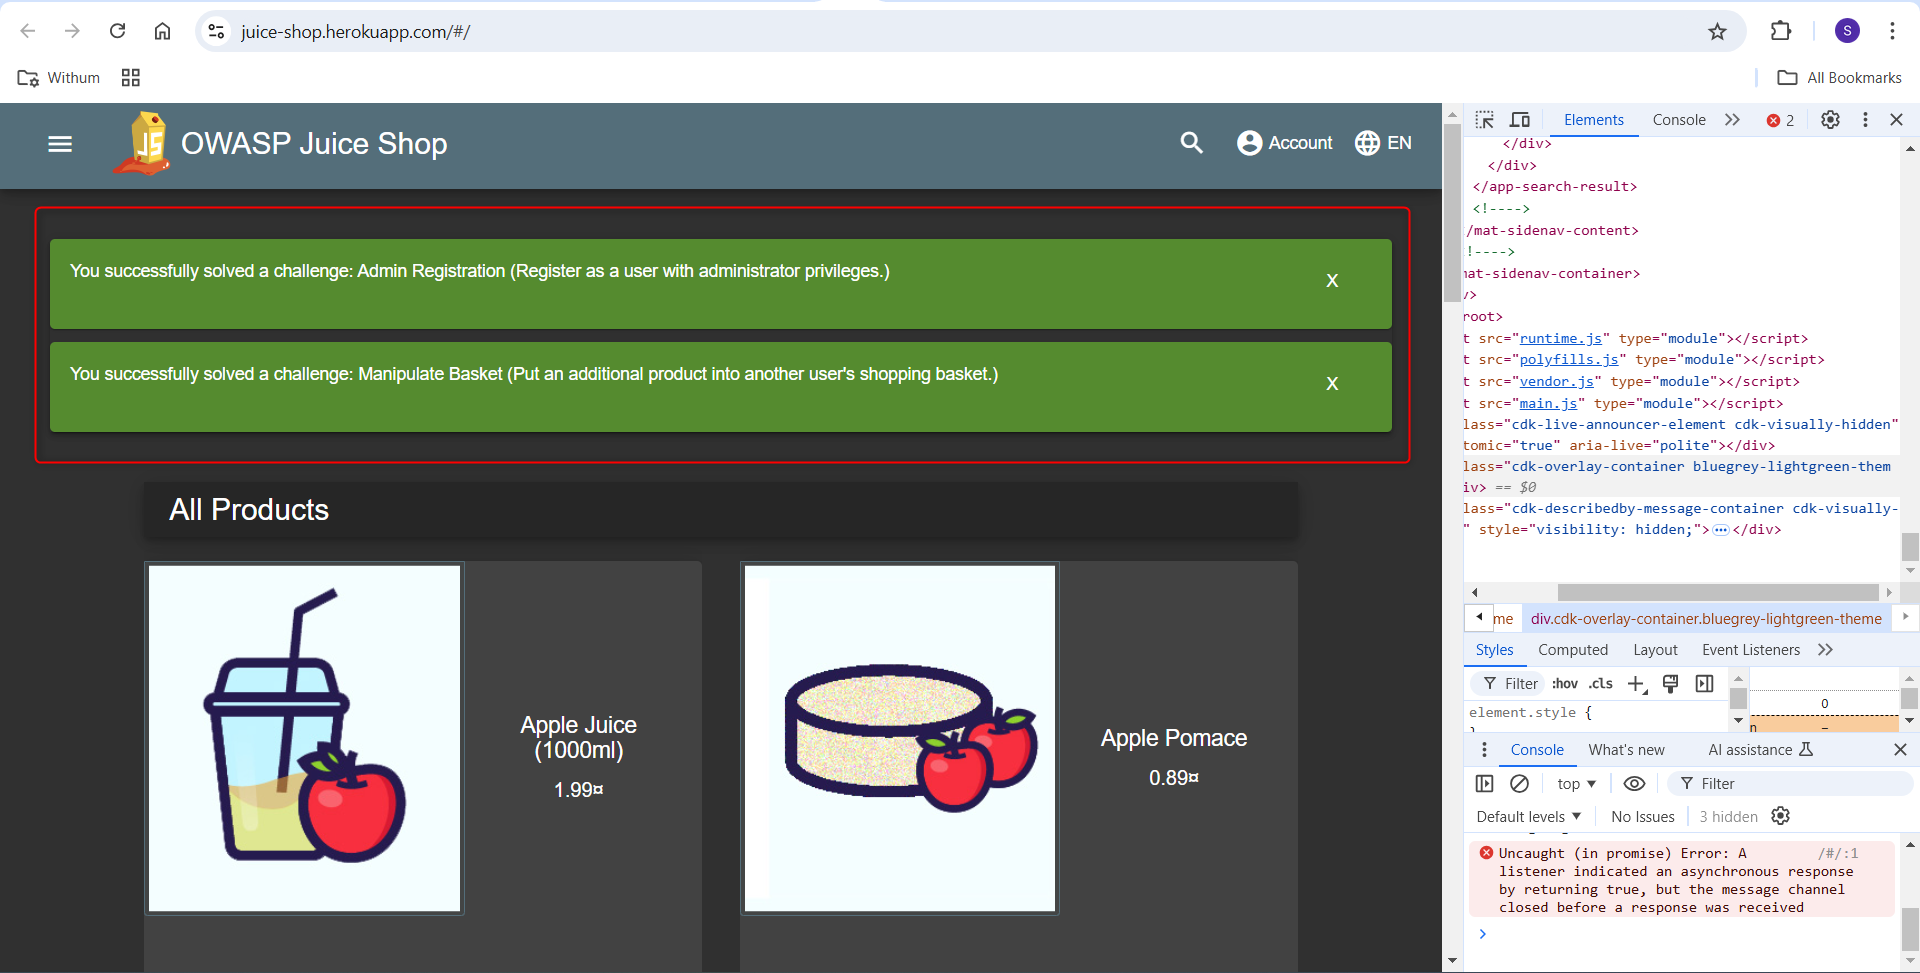 juice-shop.herokuapp.com/#/
S
Withum
All Bookmarks
JS
OWASP Juice Shop
Account
EN
You successfully solved a challenge: Admin Registration (Register as a user with administrator privileges.)
X
You successfully solved a challenge: Manipulate Basket (Put an additional product into another user's shopping basket.)
X
All Products
Apple Juice
(1000ml)
1.99¤
Apple Pomace
0.89¤
Elements
Console
2
</div>
</div>
</app-search-result>
<!---->
/mat-sidenav-content>
!---->
mat-sidenav-container>
/>
root>
t src="runtime.js" type="module"></script>
t src="polyfills.js" type="module"></script>
t src="vendor.js" type="module"></script>
t src="main.js" type="module"></script>
lass="cdk-live-announcer-element cdk-visually-hidden"
tomic="true" aria-live="polite"></div>
lass="cdk-overlay-container bluegrey-lightgreen-them
iv> == $0
lass="cdk-describedby-message-container cdk-visually-
" style="visibility: hidden;">…</div>
me
div.cdk-overlay-container.bluegrey-lightgreen-theme
Styles
Computed
Layout
Event Listeners
Filter
:hov
.cls
element.style {
0
Console
What's new
AI assistance
top
Filter
Default levels
No Issues
3 hidden
Uncaught (in promise) Error: A /#/:1
listener indicated an asynchronous response
by returning true, but the message channel
closed before a response was received